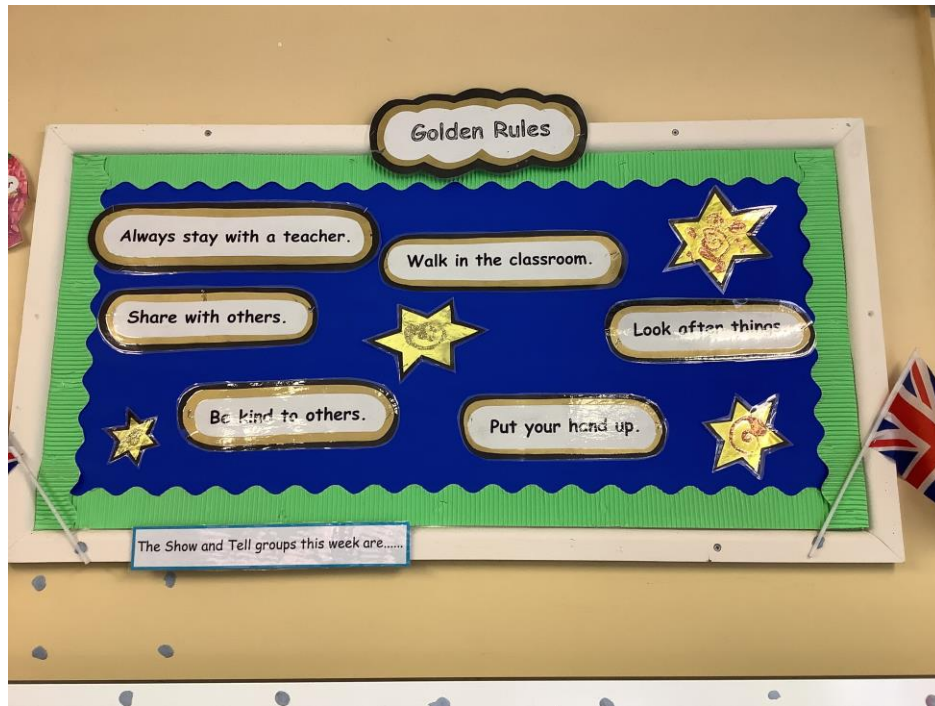 Golden Rules
Always stay with a teacher.
Walk in the classroom.
Share with others.
Look after things.
Be kind to others.
Put your hand up.
The Show and Tell groups this week are......